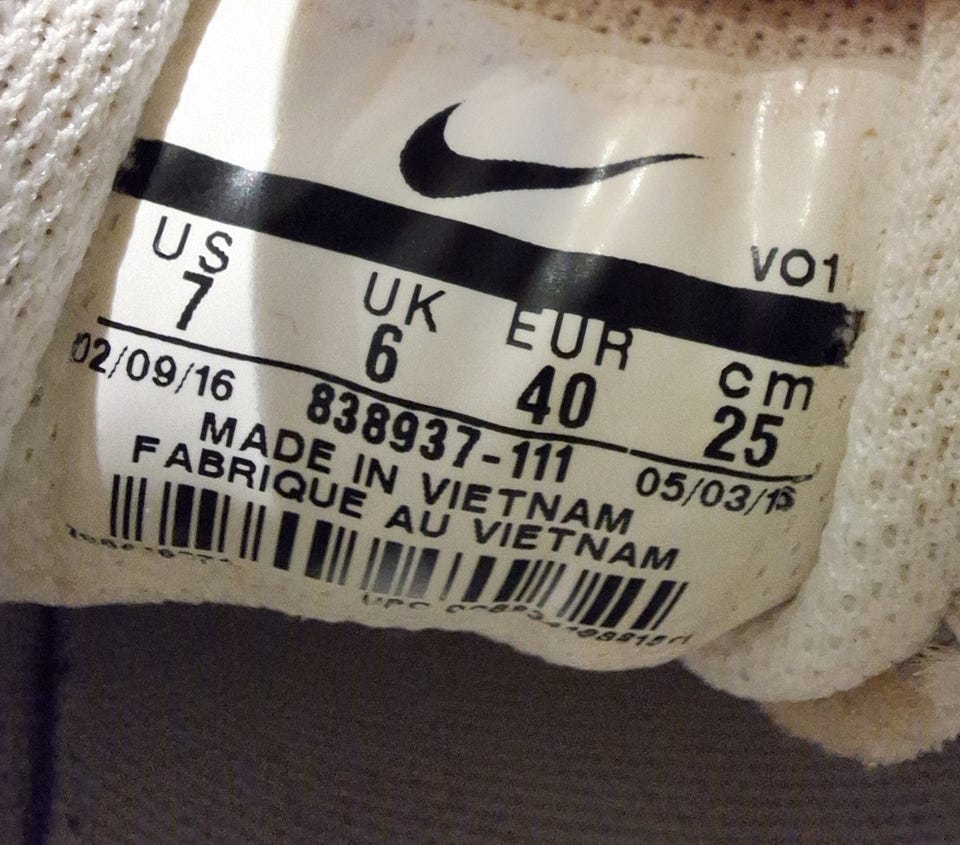 VO1
US UK EUR cm
7 6 40 25
02/09/16 838937-111 05/03/16
MADE IN VIETNAM
FABRIQUE AU VIETNAM
UPC